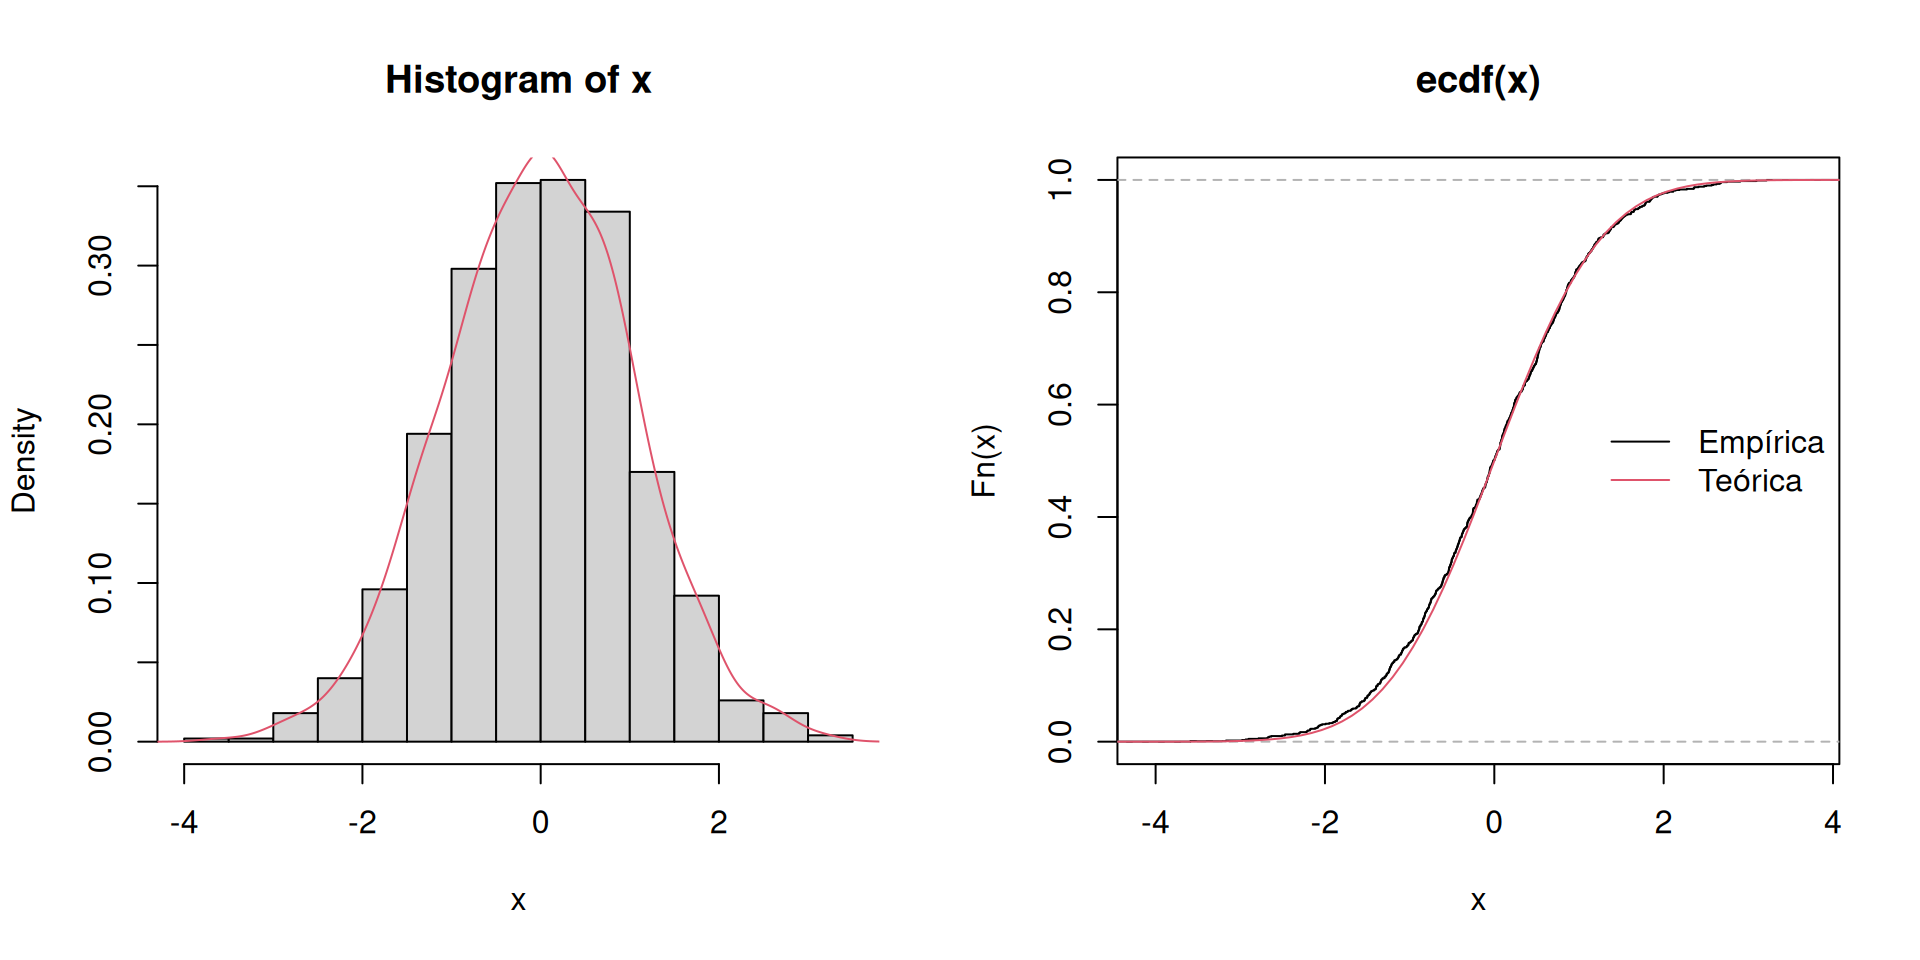 Histogram of x
Density
0.00 0.10 0.20 0.30
-4 -2 0 2
x
ecdf(x)
Fn(x)
0.0 0.2 0.4 0.6 0.8 1.0
Empírica
Teórica
-4 -2 0 2 4
x